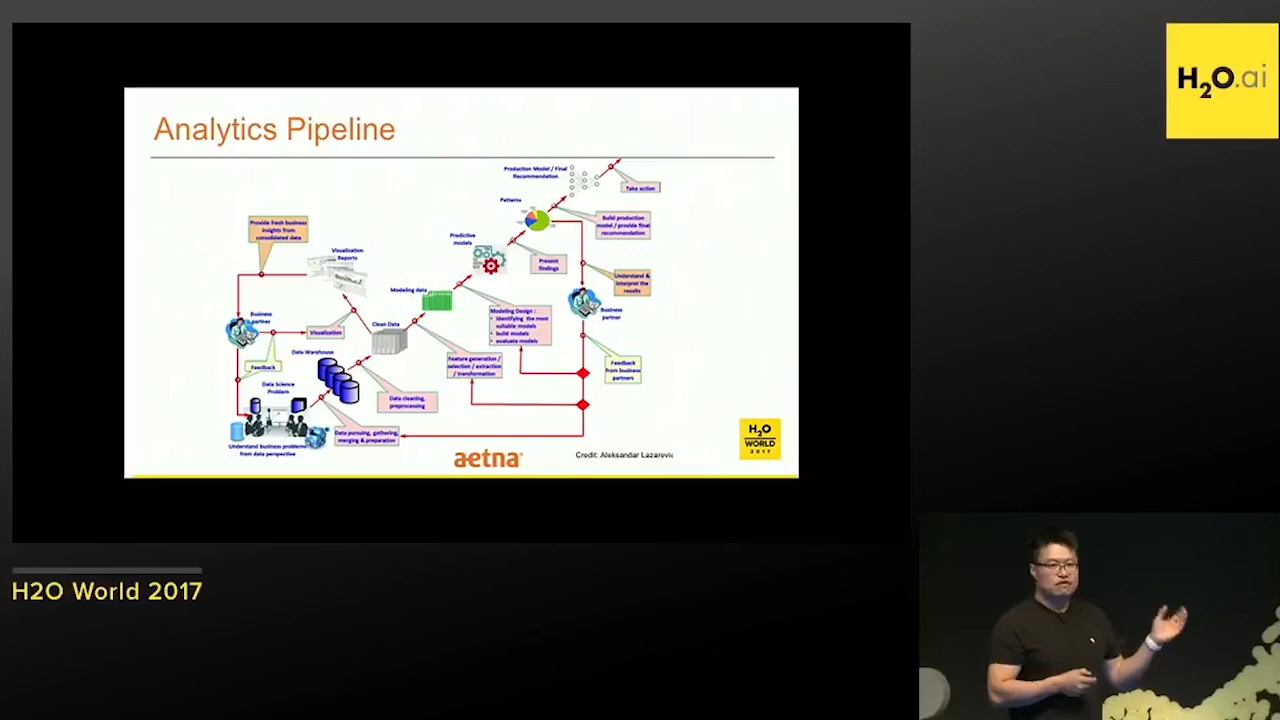 H2O.ai
Analytics Pipeline
Production Model / Final
Recommendation
Take action
Patterns
Build production
model / provide final
recommendation
Provide fresh business
insights from
consolidated data
Predictive
models
Visualization
Reports
Present
findings
Understand &
interpret the
results
Modeling data
Business
partner
Modeling Design :
• identifying the most
suitable models
• build models
• evaluate models
Business
partner
Clean Data
Visualization
Data Warehouse
Feedback
Feature generation /
selection / extraction
/ transformation
Feedback
from business
partners
Data Science
Problem
Data cleaning,
preprocessing
Data pursuing, gathering,
merging & preparation
Understand business problems
from data perspective
aetna
Credit: Aleksandar Lazarevic
H2O
WORLD
2017
H2O World 2017